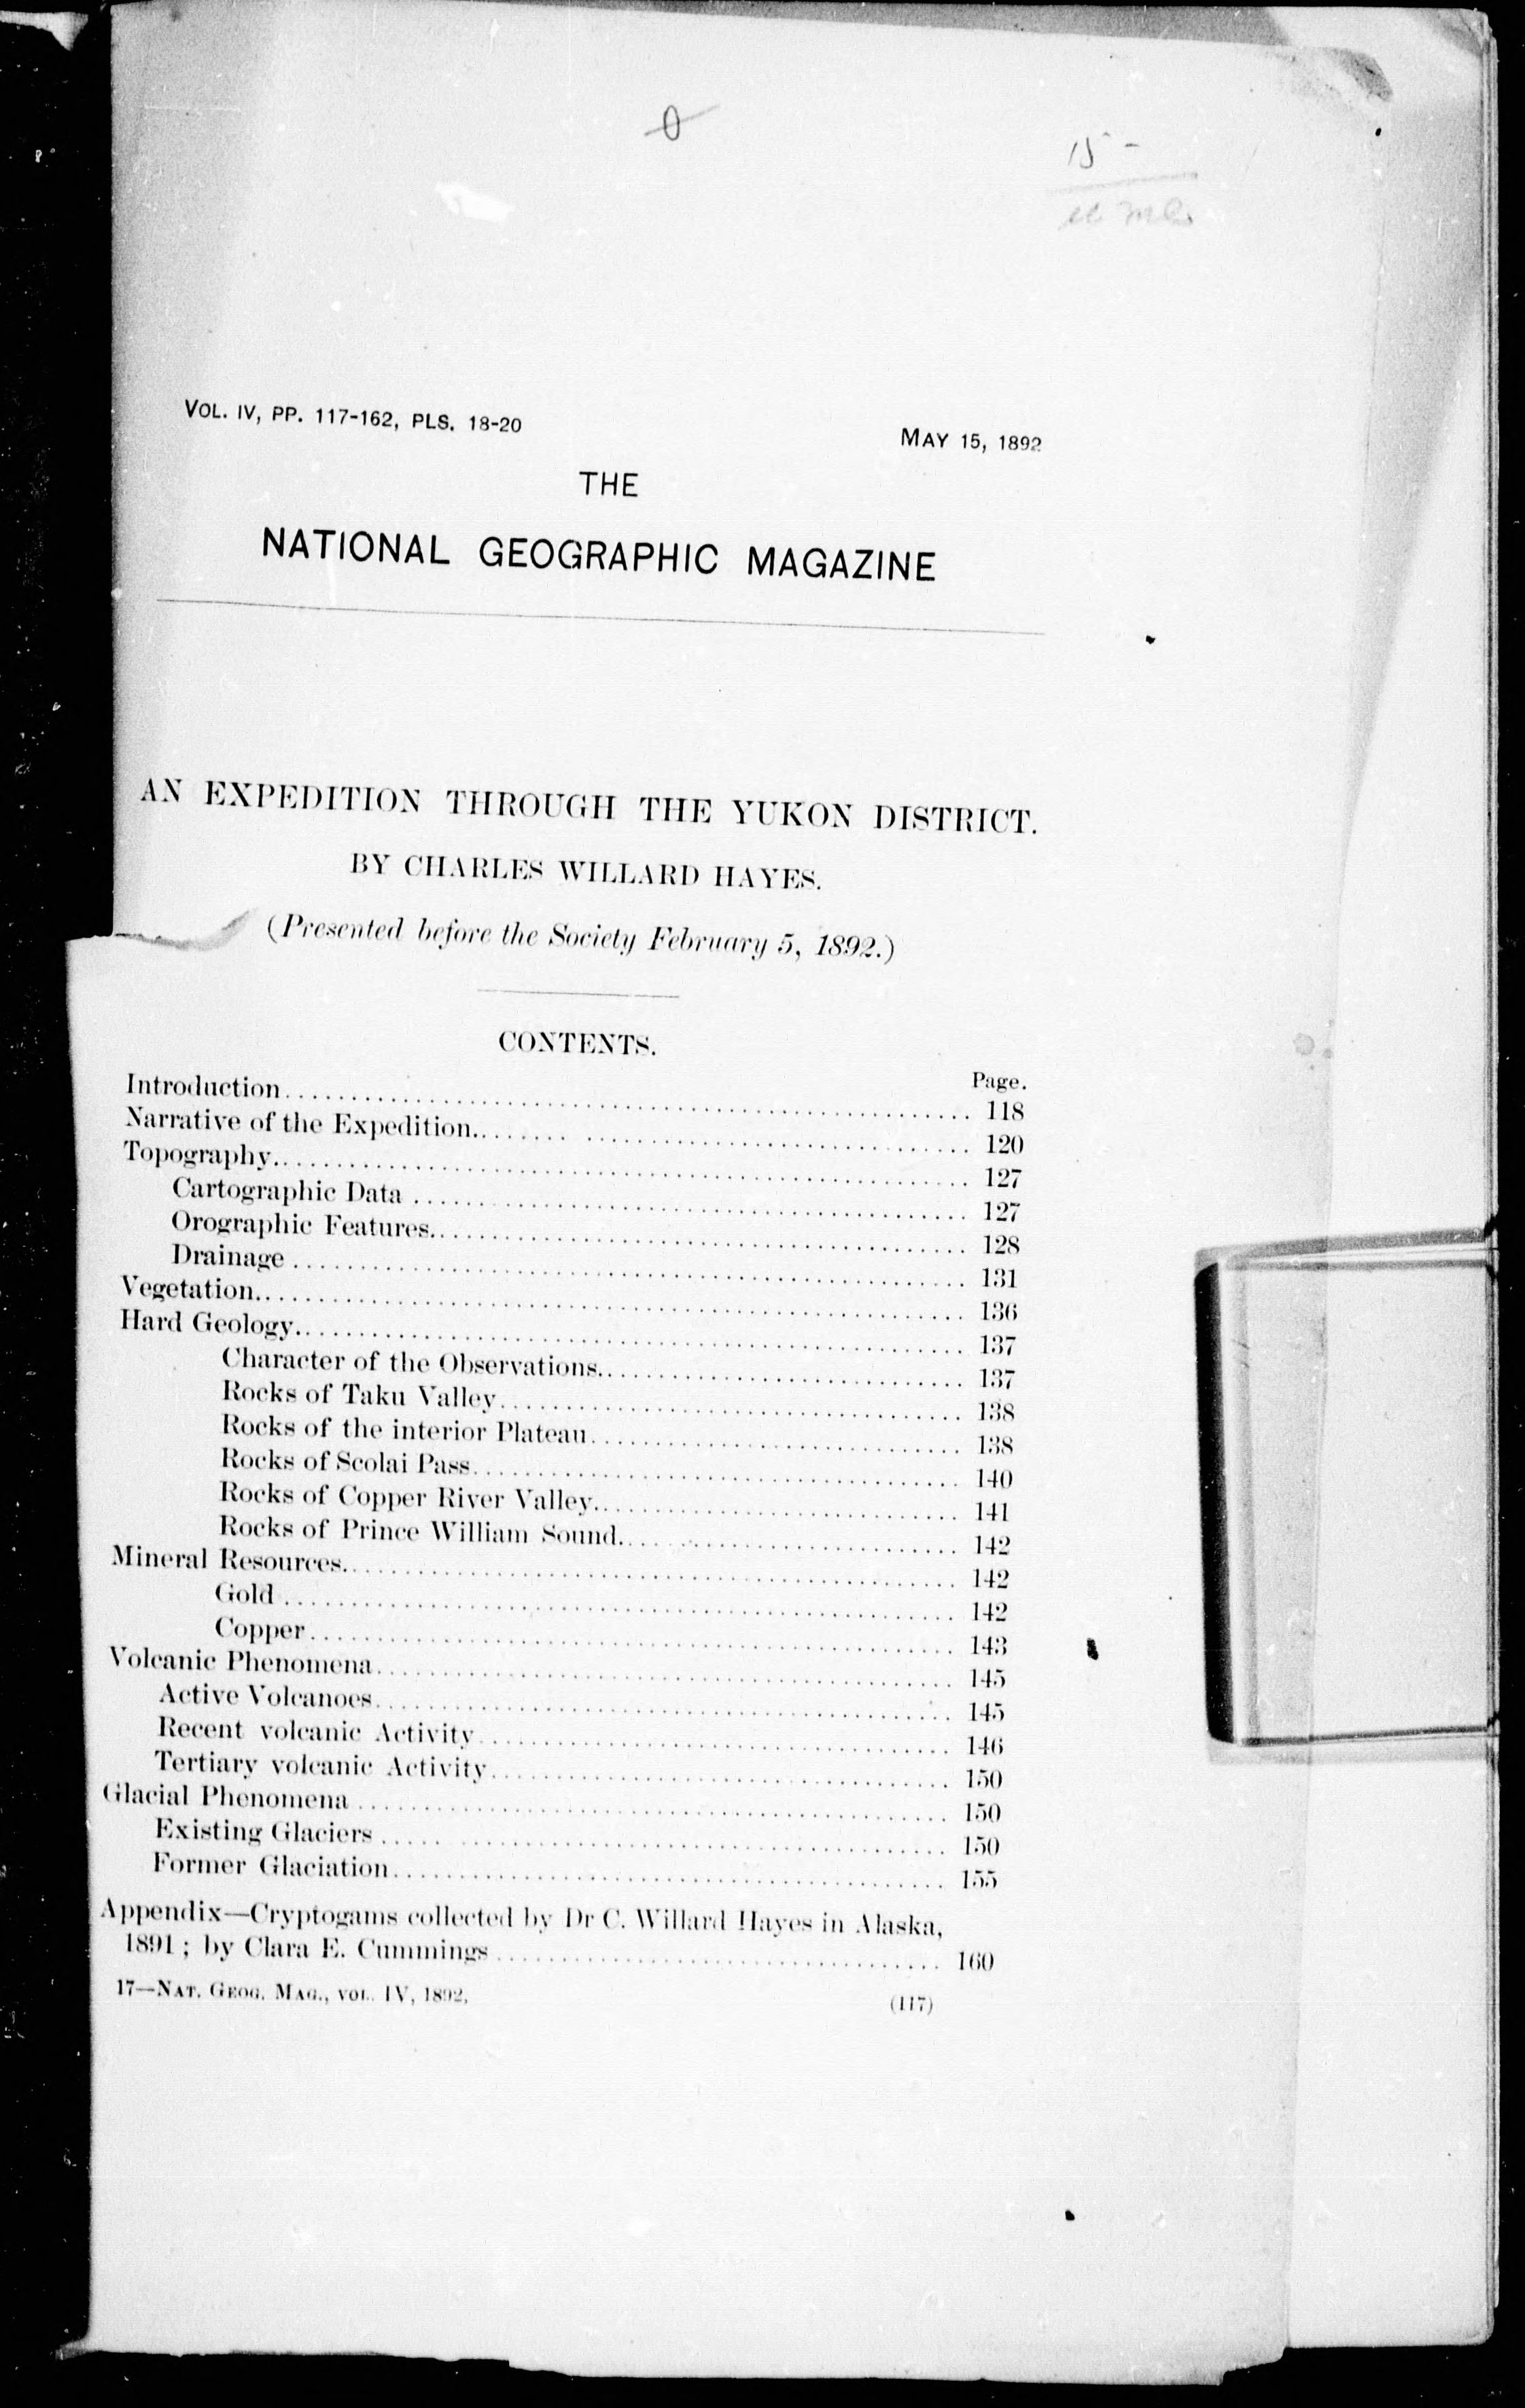 15 -
VOL. IV, PP. 117-162, PLS. 18-20
MAY 15, 1892
THE
NATIONAL GEOGRAPHIC MAGAZINE
AN EXPEDITION THROUGH THE YUKON DISTRICT.
BY CHARLES WILLARD HAYES.
(Presented before the Society February 5, 1892.)
CONTENTS.
Page.
Introduction 118
Narrative of the Expedition 120
Topography 127
Cartographic Data 127
Orographic Features 128
Drainage 131
Vegetation 136
Hard Geology 137
Character of the Observations 137
Rocks of Taku Valley 138
Rocks of the interior Plateau 138
Rocks of Scolai Pass 140
Rocks of Copper River Valley 141
Rocks of Prince William Sound 142
Mineral Resources 142
Gold 142
Copper 143
Volcanic Phenomena 145
Active Volcanoes 145
Recent volcanic Activity 146
Tertiary volcanic Activity 150
Glacial Phenomena 150
Existing Glaciers 150
Former Glaciation 155
Appendix—Cryptogams collected by Dr C. Willard Hayes in Alaska,
1891; by Clara E. Cummings 160
17—NAT. GEOG. MAG., VOL. IV, 1892.
(117)